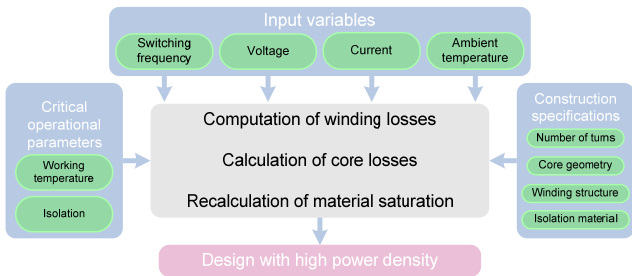 Input variables
Switching
frequency
Voltage
Current
Ambient
temperature
Critical
operational
parameters
Working
temperature
Isolation
Computation of winding losses
Calculation of core losses
Recalculation of material saturation
Construction
specifications
Number of turns
Core geometry
Winding structure
Isolation material
Design with high power density